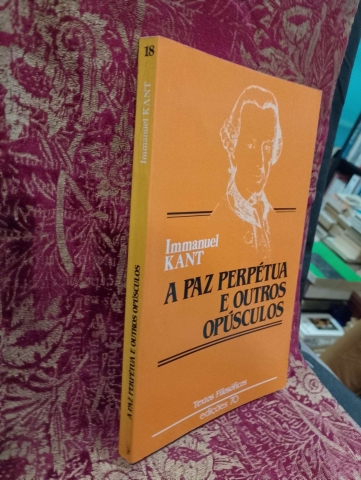 18
Immanuel KANT
A PAZ PERPÉTUA E OUTROS OPÚSCULOS
Immanuel
KANT
A PAZ PERPÉTUA
E OUTROS
OPÚSCULOS
Textos Filosóficos
edições 70